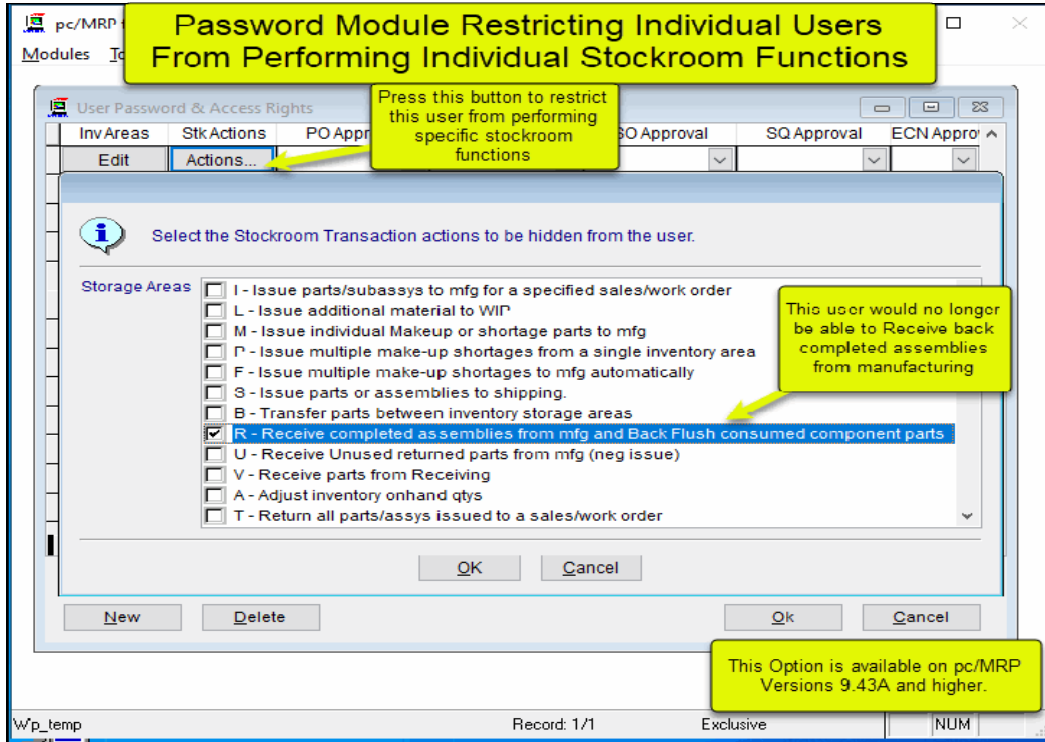 Password Module Restricting Individual Users
From Performing Individual Stockroom Functions
pc/MRP
Modules
User Password & Access Rights
Press this button to restrict
this user from performing
specific stockroom
functions
Inv Areas Stk Actions PO Appr SO Approval SQ Approval ECN Appro
Edit Actions...
Select the Stockroom Transaction actions to be hidden from the user.
Storage Areas
I - Issue parts/subassys to mfg for a specified sales/work order
L - Issue additional material to WIP
M - Issue individual Makeup or shortage parts to mfg
P - Issue multiple make-up shortages from a single inventory area
F - Issue multiple make-up shortages to mfg automatically
S - Issue parts or assemblies to shipping.
B - Transfer parts between inventory storage areas
R - Receive completed assemblies from mfg and Back Flush consumed component parts
U - Receive Unused returned parts from mfg (neg issue)
V - Receive parts from Receiving
A - Adjust inventory onhand qtys
T - Return all parts/assys issued to a sales/work order
This user would no longer
be able to Receive back
completed assemblies
from manufacturing
OK Cancel
New Delete Ok Cancel
This Option is available on pc/MRP
Versions 9.43A and higher.
Wp_temp Record: 1/1 Exclusive NUM